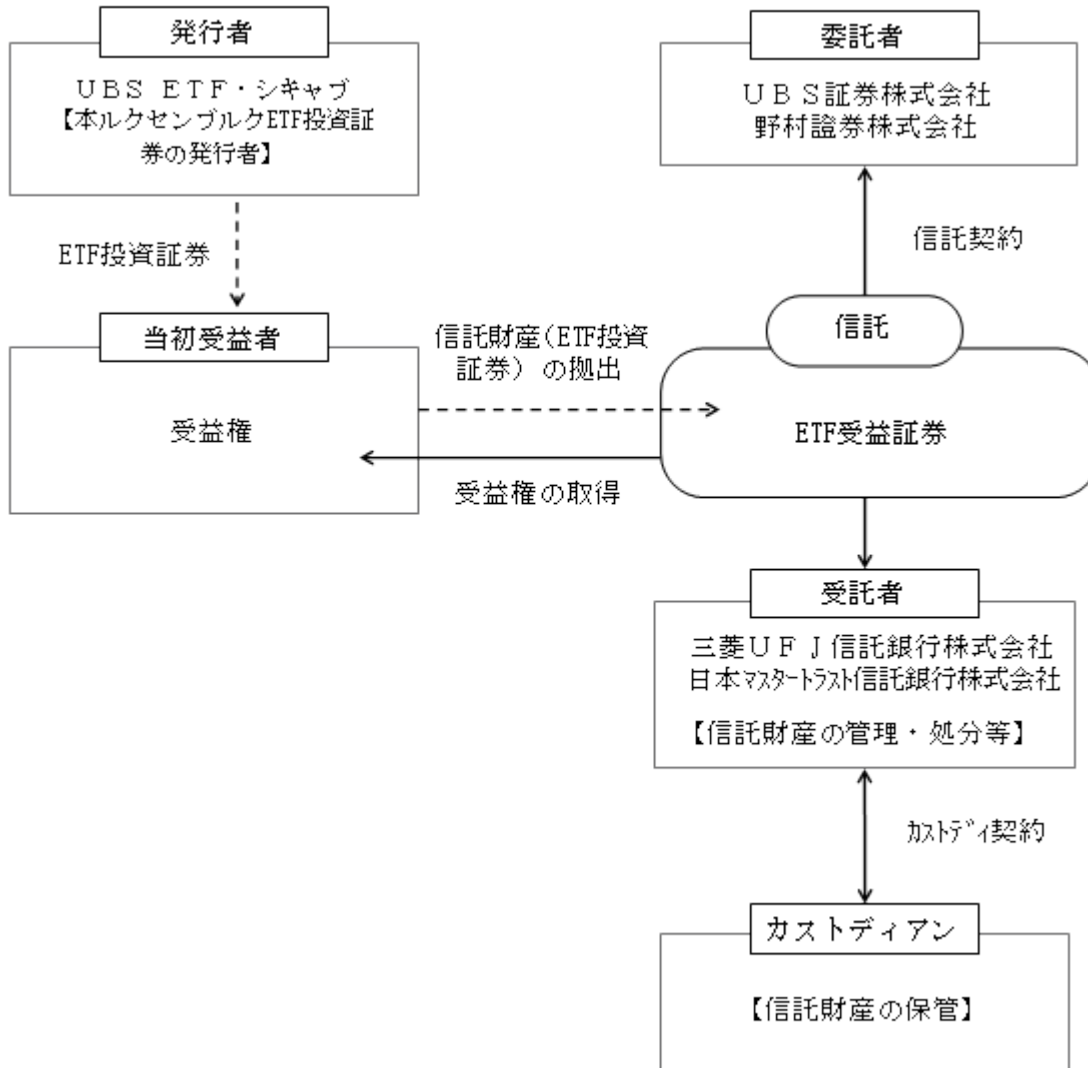 発行者
ＵＢＳ ＥＴＦ・シキャブ
【本ルクセンブルクETF投資証
券の発行者】
ETF投資証券
委託者
ＵＢＳ証券株式会社
野村證券株式会社
信託契約
当初受益者
受益権
信託財産(ETF投資
証券) の拠出
受益権の取得
信託
ETF受益証券
受託者
三菱ＵＦＪ信託銀行株式会社
日本ﾏｽﾀｰﾄﾗｽﾄ信託銀行株式会社
【信託財産の管理・処分等】
ｶｽﾄﾃﾞｨ契約
カストディアン
【信託財産の保管】